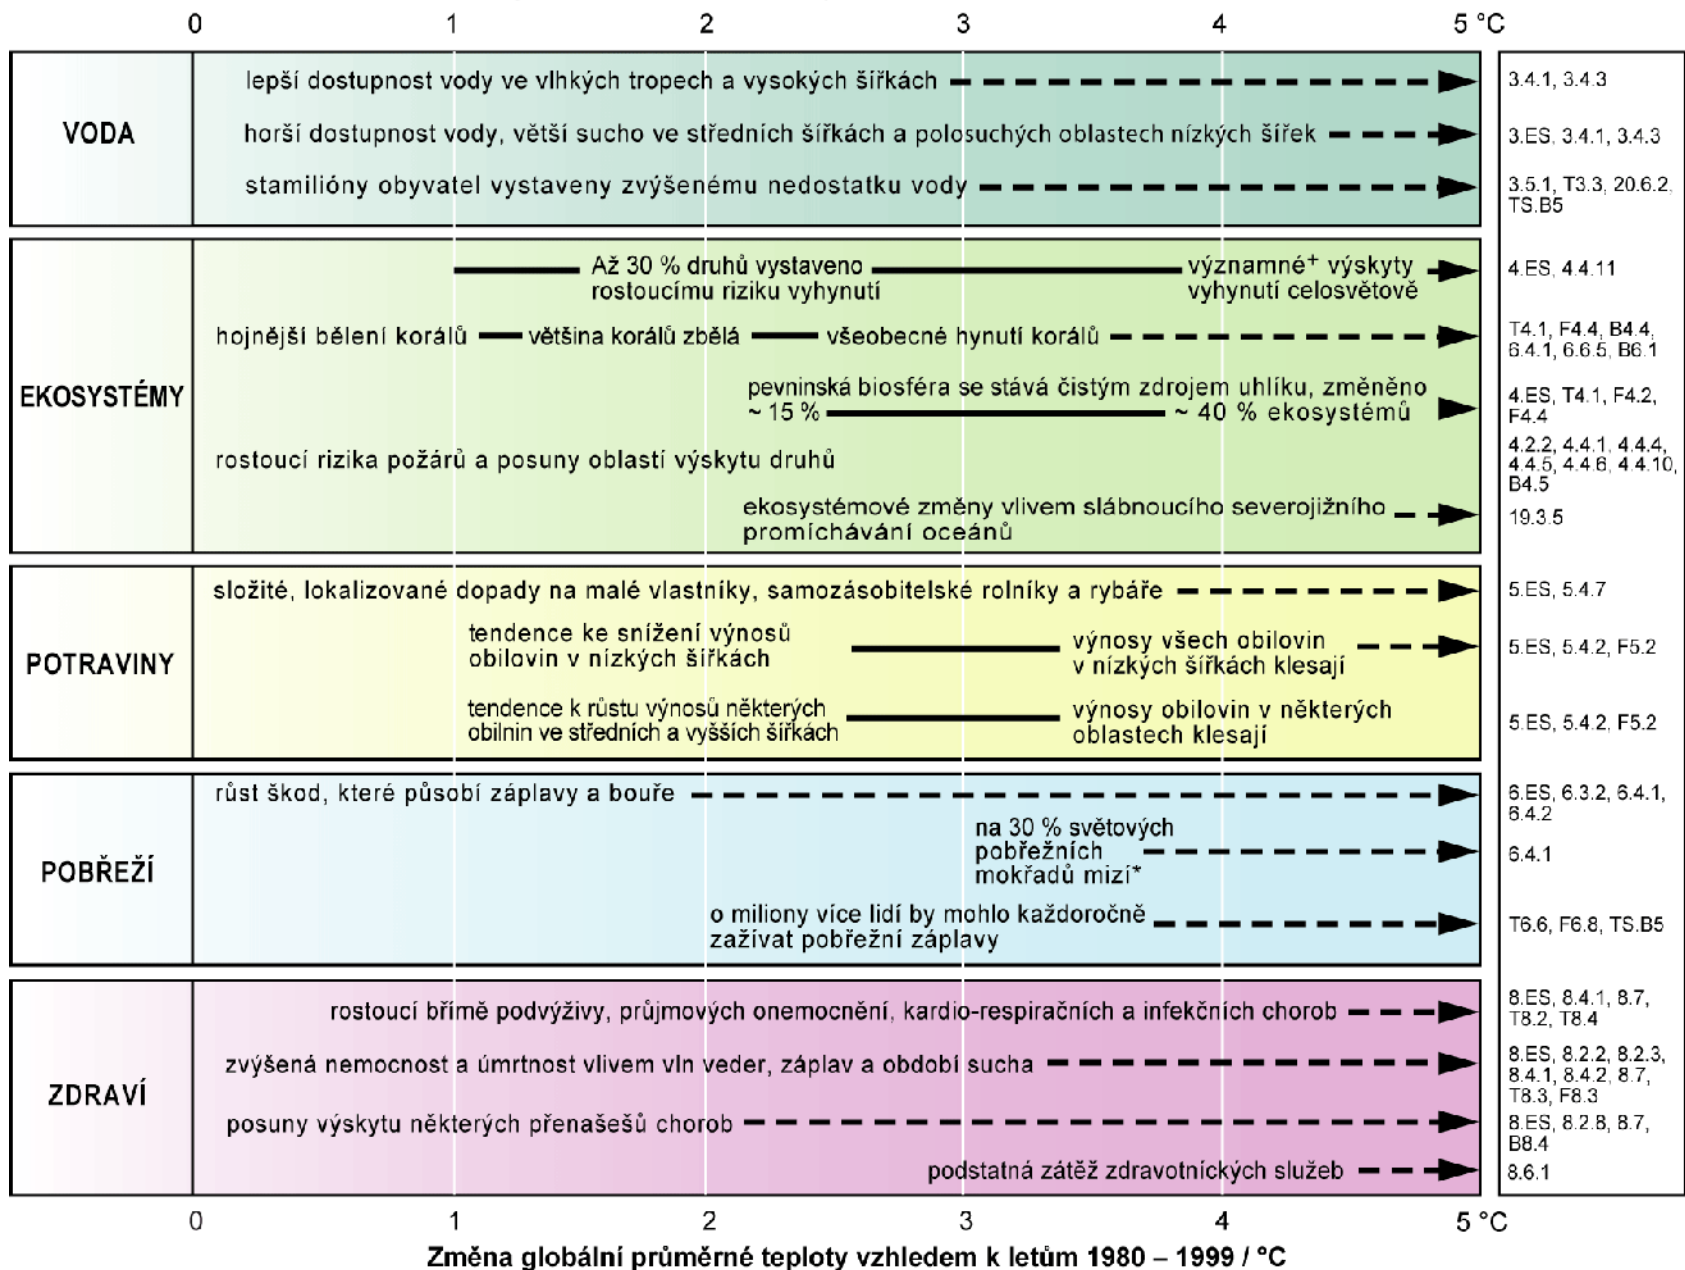 0 1 2 3 4 5 °C
VODA
lepší dostupnost vody ve vlhkých tropech a vysokých šířkách
3.4.1, 3.4.3
horší dostupnost vody, větší sucho ve středních šířkách a polosuchých oblastech nízkých šířek
3.ES, 3.4.1, 3.4.3
stamilióny obyvatel vystaveny zvýšenému nedostatku vody
3.5.1, T3.3, 20.6.2,
TS.B5
EKOSYSTÉMY
Až 30 % druhů vystaveno
rostoucímu riziku vyhynutí
významné+ výskyty
vyhynutí celosvětově
4.ES, 4.4.11
hojnější bělení korálů
většina korálů zbělá
všeobecné hynutí korálů
T4.1, F4.4, B4.4,
6.4.1, 6.6.5, B6.1
pevninská biosféra se stává čistým zdrojem uhlíku, změněno
~ 15 %
~ 40 % ekosystémů
4.ES, T4.1, F4.2,
F4.4
rostoucí rizika požárů a posuny oblastí výskytu druhů
4.2.2, 4.4.1, 4.4.4,
4.4.5, 4.4.6, 4.4.10,
B4.5
ekosystémové změny vlivem slábnoucího severojižního
promíchávání oceánů
19.3.5
POTRAVINY
složité, lokalizované dopady na malé vlastníky, samozásobitelské rolníky a rybáře
5.ES, 5.4.7
tendence ke snížení výnosů
obilovin v nízkých šířkách
výnosy všech obilovin
v nízkých šířkách klesají
5.ES, 5.4.2, F5.2
tendence k růstu výnosů některých
obilnin ve středních a vyšších šířkách
výnosy obilovin v některých
oblastech klesají
5.ES, 5.4.2, F5.2
POBŘEŽÍ
růst škod, které působí záplavy a bouře
6.ES, 6.3.2, 6.4.1,
6.4.2
na 30 % světových
pobřežních
mokřadů mizí*
6.4.1
o miliony více lidí by mohlo každoročně
zažívat pobřežní záplavy
T6.6, F6.8, TS.B5
ZDRAVÍ
rostoucí břímě podvýživy, průjmových onemocnění, kardio-respiračních a infekčních chorob
8.ES, 8.4.1, 8.7,
T8.2, T8.4
zvýšená nemocnost a úmrtnost vlivem vln veder, záplav a období sucha
8.ES, 8.2.2, 8.2.3,
8.4.1, 8.4.2, 8.7,
T8.3, F8.3
posuny výskytu některých přenašešů chorob
8.ES, 8.2.8, 8.7,
B8.4
podstatná zátěž zdravotnických služeb
8.6.1
0 1 2 3 4 5 °C
Změna globální průměrné teploty vzhledem k letům 1980 – 1999 / °C